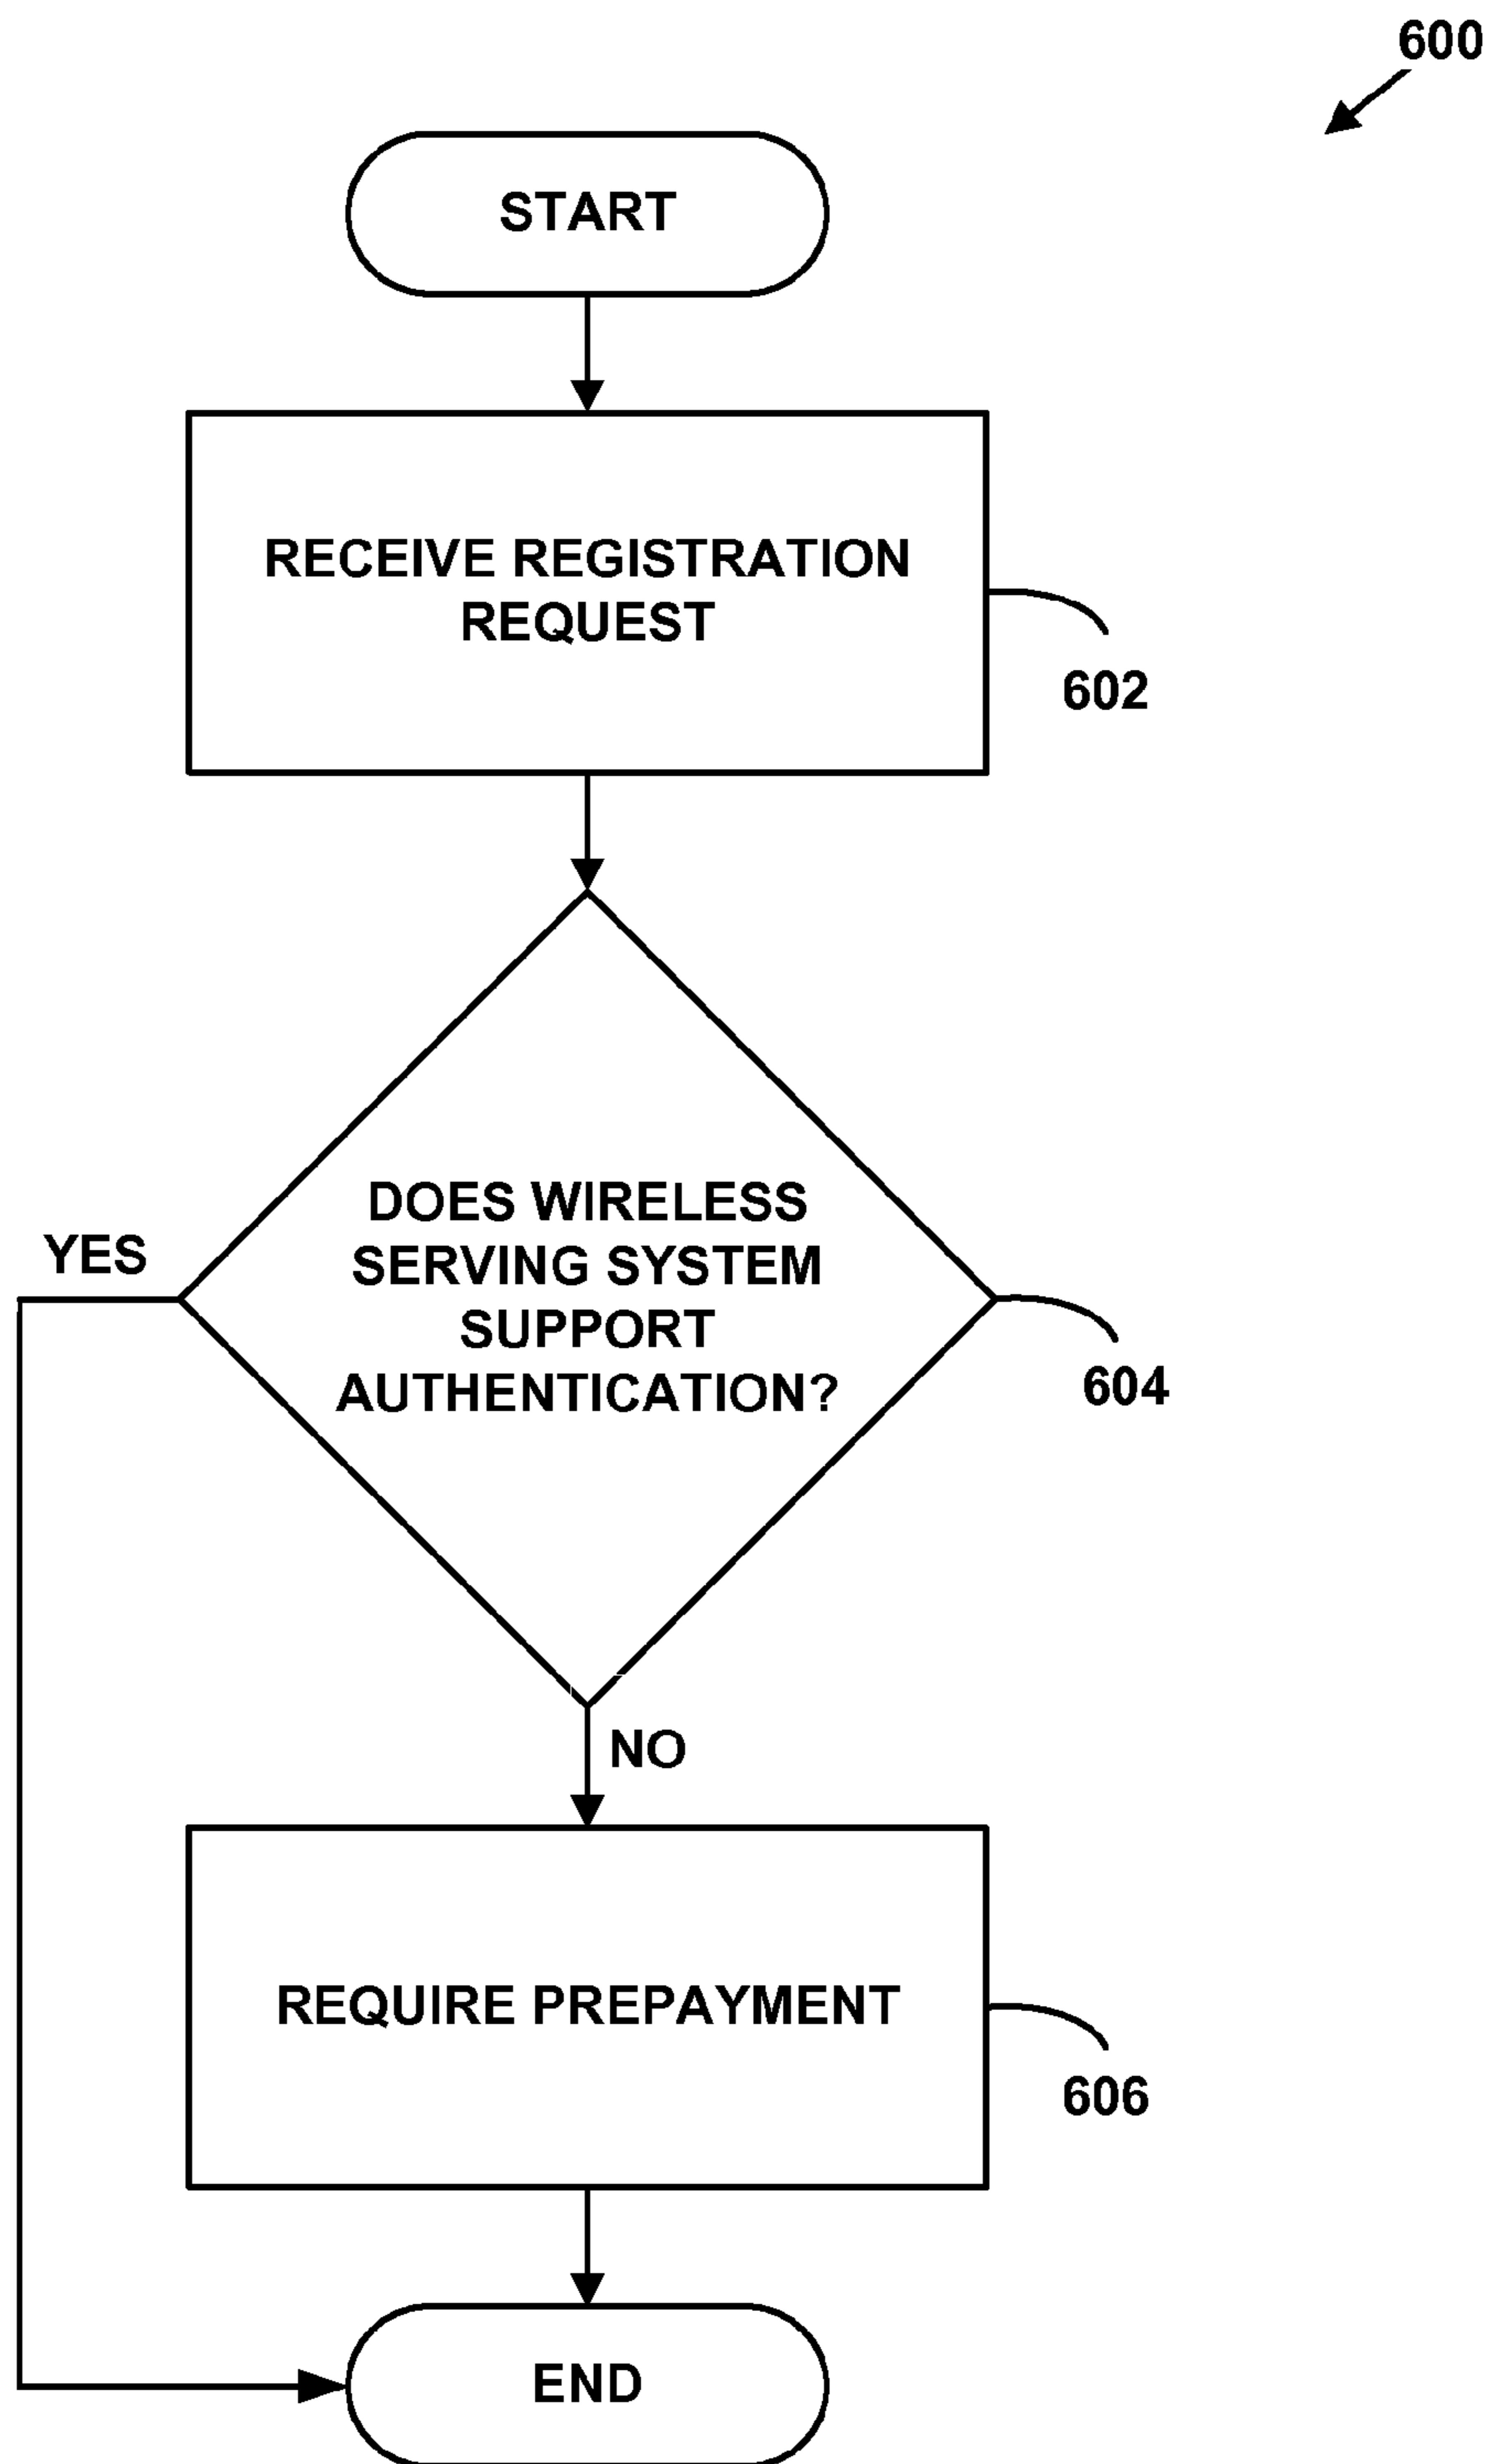 600
START
RECEIVE REGISTRATION
REQUEST
602
DOES WIRELESS
SERVING SYSTEM
SUPPORT
AUTHENTICATION?
YES
604
NO
REQUIRE PREPAYMENT
606
END